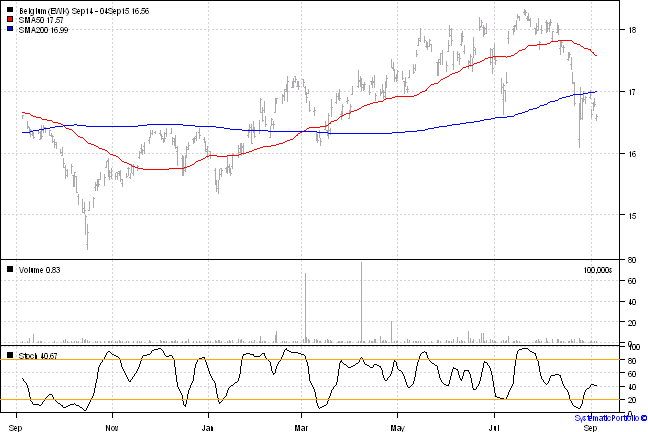 Belgium (EWK) Sep14 - 04Sep15 16.56
SMA50 17.57
SMA200 16.99
18
17
16
15
Volume 0.83
100,000s
80
60
40
20
0
Stoch 40.67
100
80
60
40
20
0
Sep Nov Jan Mar May Jul Sep
SystematicPortfolio ©